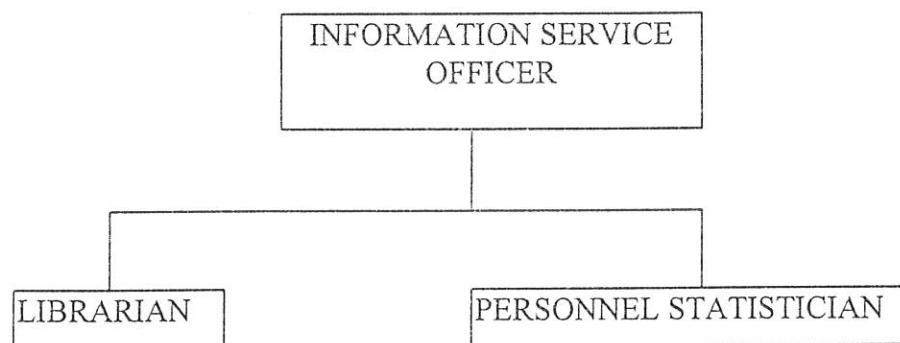 INFORMATION SERVICE
OFFICER
LIBRARIAN
PERSONNEL STATISTICIAN